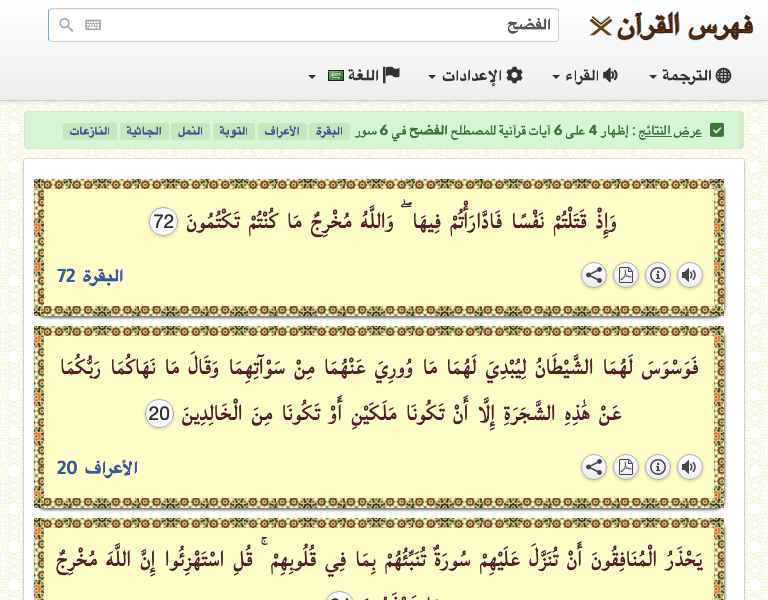 فهرس القرآن
الفضح
الترجمة القراء الإعدادات اللغة
عرض النتائج : إظهار 4 على 6 آيات قرآنية للمصطلح الفضح في 6 سور البقرة الأعراف التوبة النمل الجاثية النازعات
وَإِذْ قَتَلْتُمْ نَفْسًا فَادَّارَأْتُمْ فِيهَا ۖ وَاللَّهُ مُخْرِجٌ مَا كُنْتُمْ تَكْتُمُونَ 72
البقرة 72
فَوَسْوَسَ لَهُمَا الشَّيْطَانُ لِيُبْدِيَ لَهُمَا مَا وُورِيَ عَنْهُمَا مِنْ سَوْآتِهِمَا وَقَالَ مَا نَهَاكُمَا رَبُّكُمَا
عَنْ هَٰذِهِ الشَّجَرَةِ إِلَّا أَنْ تَكُونَا مَلَكَيْنِ أَوْ تَكُونَا مِنَ الْخَالِدِينَ 20
الأعراف 20
يَحْذَرُ الْمُنَافِقُونَ أَنْ تُنَزَّلَ عَلَيْهِمْ سُورَةٌ تُنَبِّئُهُمْ بِمَا فِي قُلُوبِهِمْ ۚ قُلِ اسْتَهْزِئُوا إِنَّ اللَّهَ مُخْرِجٌ